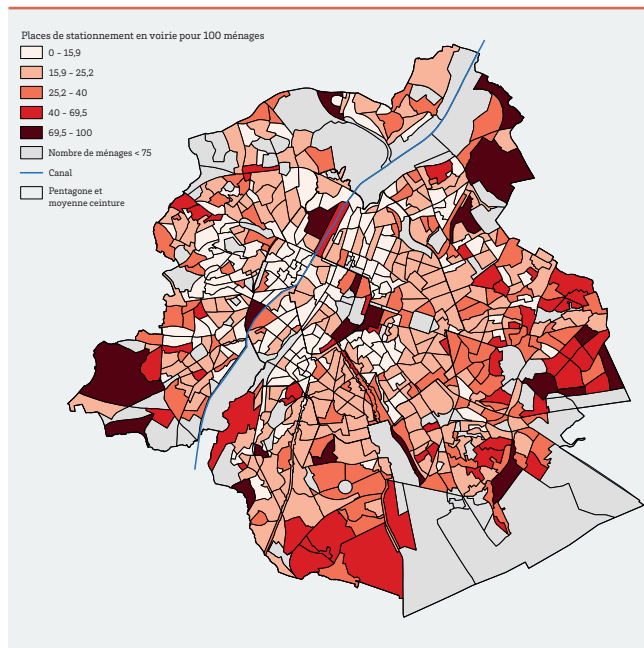 Places de stationnement en voirie pour 100 ménages
0 - 15,9
15,9 - 25,2
25,2 - 40
40 - 69,5
69,5 - 100
Nombre de ménages < 75
Canal
Pentagone et
moyenne ceinture